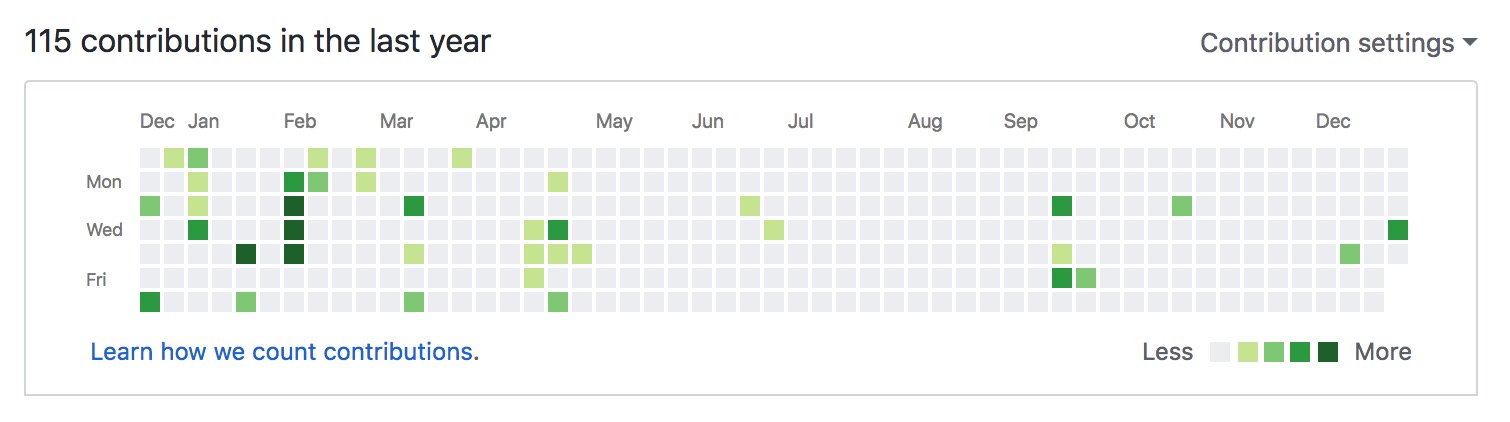 115 contributions in the last year
Contribution settings
Dec Jan Feb Mar Apr May Jun Jul Aug Sep Oct Nov Dec
Mon
Wed
Fri
Learn how we count contributions.
Less More